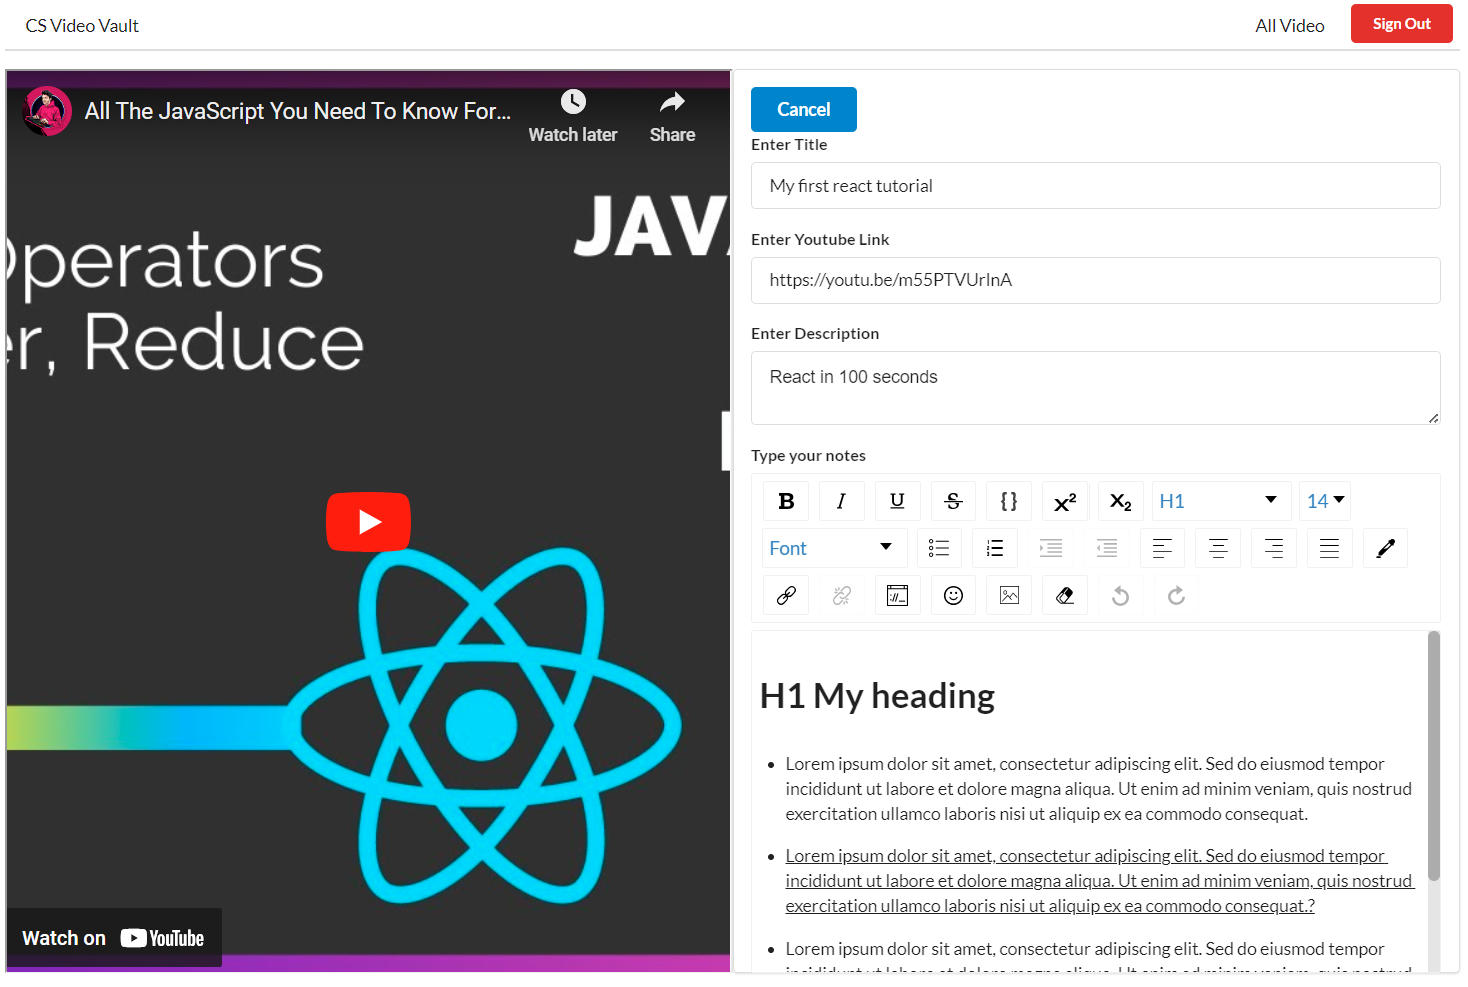 CS Video Vault
All Video
Sign Out
All The JavaScript You Need To Know For...
Watch later
Share
JAV
Operators
er, Reduce
Watch on YouTube
Cancel
Enter Title
My first react tutorial
Enter Youtube Link
https://youtu.be/m55PTVUrlnA
Enter Description
React in 100 seconds
Type your notes
B I U S {} x² x₂ H1 14
Font
H1 My heading
• Lorem ipsum dolor sit amet, consectetur adipiscing elit. Sed do eiusmod tempor
incididunt ut labore et dolore magna aliqua. Ut enim ad minim veniam, quis nostrud
exercitation ullamco laboris nisi ut aliquip ex ea commodo consequat.
• Lorem ipsum dolor sit amet, consectetur adipiscing elit. Sed do eiusmod tempor
incididunt ut labore et dolore magna aliqua. Ut enim ad minim veniam, quis nostrud
exercitation ullamco laboris nisi ut aliquip ex ea commodo consequat.?
• Lorem ipsum dolor sit amet, consectetur adipiscing elit. Sed do eiusmod tempor